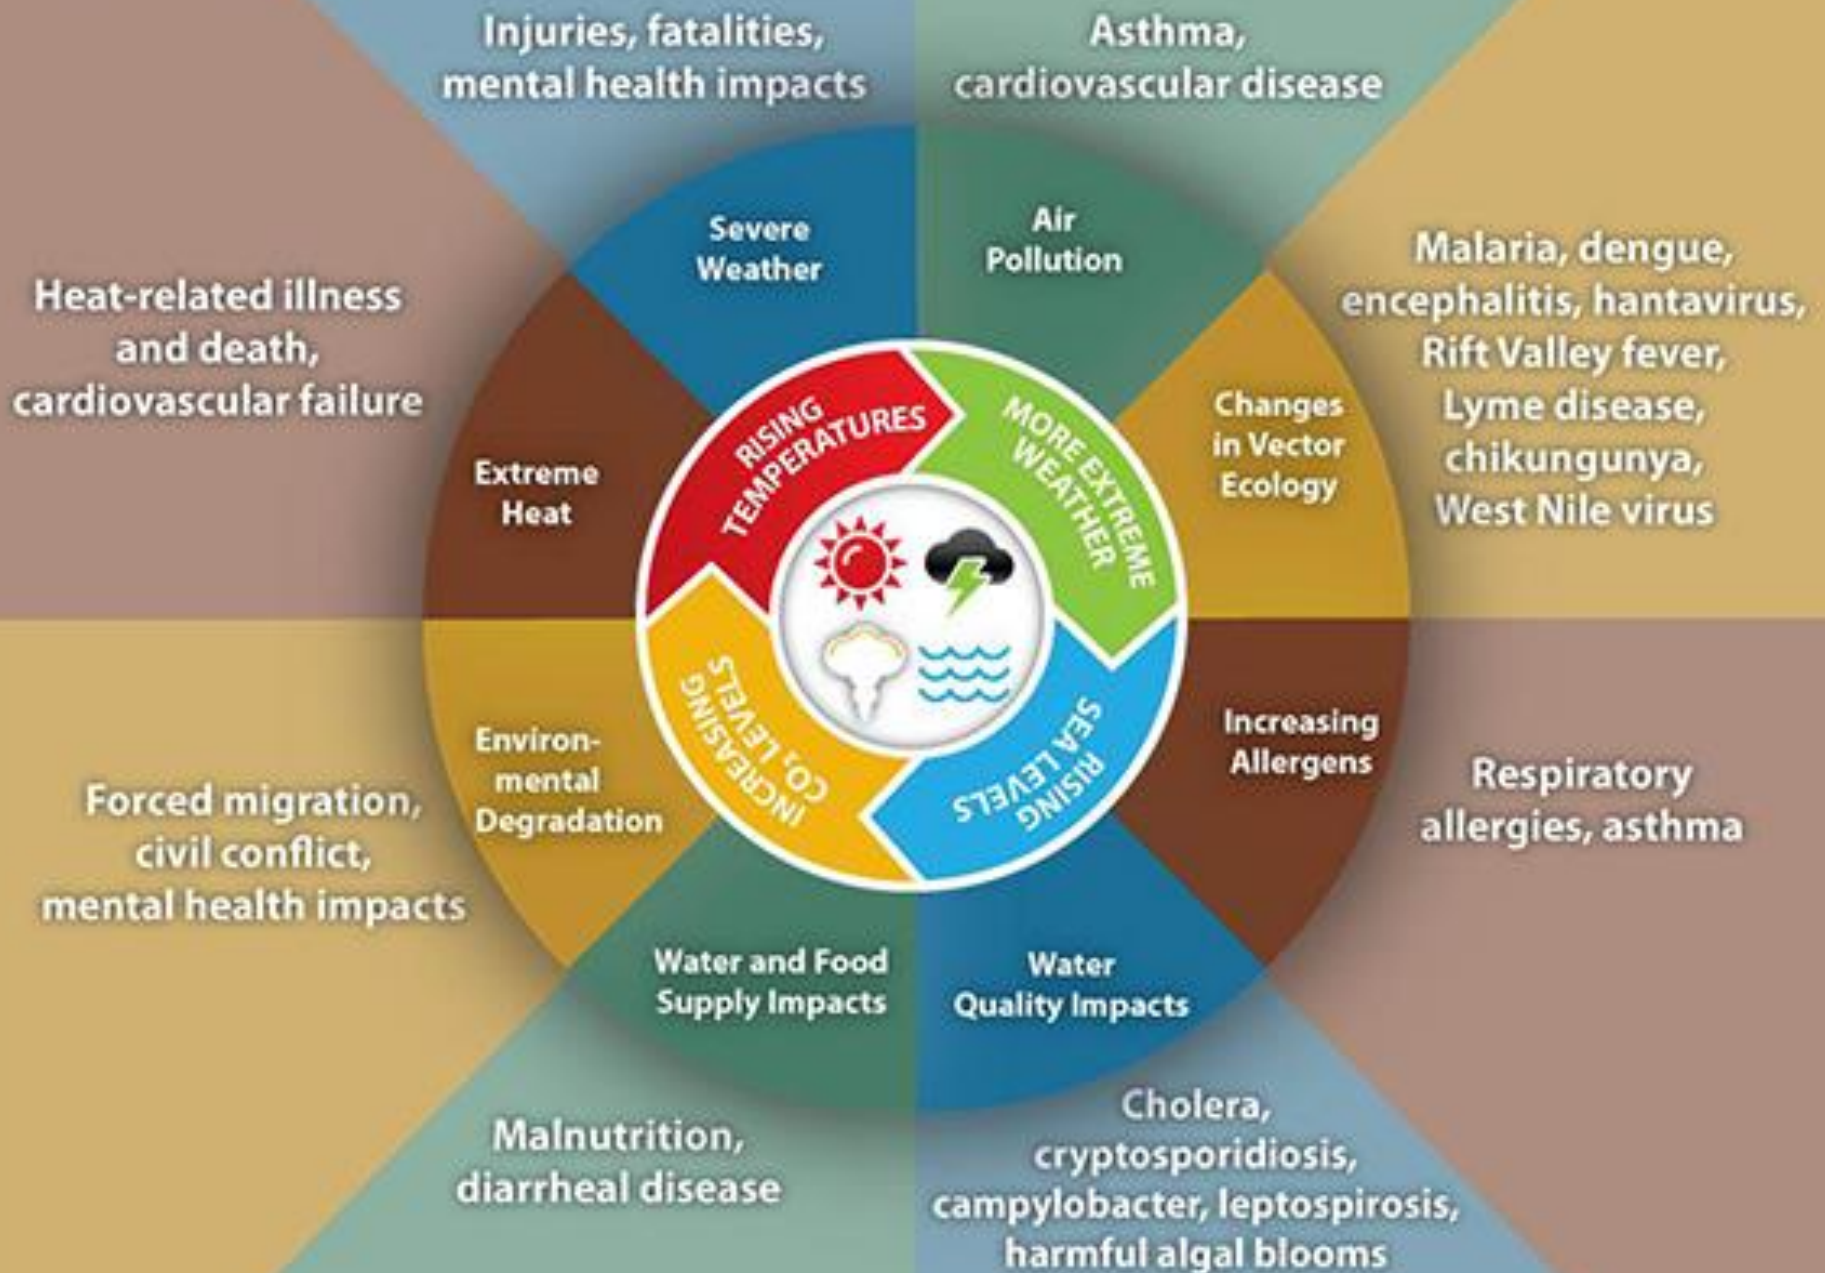 Injuries, fatalities,
mental health impacts
Asthma,
cardiovascular disease
Severe
Weather
Air
Pollution
Heat-related illness
and death,
cardiovascular failure
Malaria, dengue,
encephalitis, hantavirus,
Rift Valley fever,
Lyme disease,
chikungunya,
West Nile virus
Extreme
Heat
Changes
in Vector
Ecology
RISING
TEMPERATURES
MORE EXTREME
WEATHER
INCREASING
CO₂ LEVELS
RISING
SEA LEVELS
Environ-
mental
Degradation
Increasing
Allergens
Forced migration,
civil conflict,
mental health impacts
Respiratory
allergies, asthma
Water and Food
Supply Impacts
Water
Quality Impacts
Malnutrition,
diarrheal disease
Cholera,
cryptosporidiosis,
campylobacter, leptospirosis,
harmful algal blooms